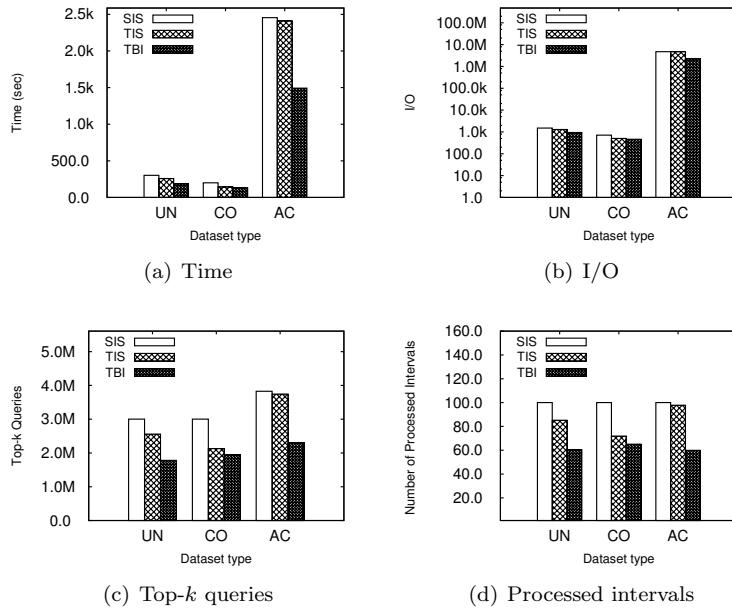 2.5k
2.0k
1.5k
1.0k
500.0
0.0
Time (sec)
SIS
TIS
TBI
UN CO AC
Dataset type
(a) Time
100.0M
10.0M
1.0M
100.0k
10.0k
1.0k
100.0
10.0
1.0
I/O
SIS
TIS
TBI
UN CO AC
Dataset type
(b) I/O
5.0M
4.0M
3.0M
2.0M
1.0M
0.0
Top-k Queries
SIS
TIS
TBI
UN CO AC
Dataset type
(c) Top-k queries
160.0
140.0
120.0
100.0
80.0
60.0
40.0
20.0
Number of Processed Intervals
SIS
TIS
TBI
UN CO AC
Dataset type
(d) Processed intervals